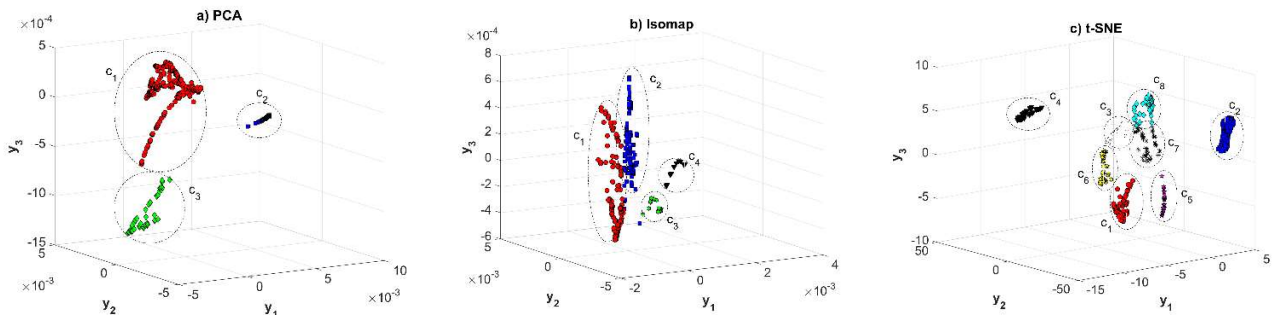 a) PCA
×10⁻⁴
5
0
-5
-10
-15
y₃
c₁
c₂
c₃
5
0
-5
×10⁻³
y₂
-5
0
5
10
×10⁻³
y₁
b) Isomap
×10⁻⁴
8
6
4
2
0
-2
-4
-6
y₃
c₁
c₂
c₄
c₃
5
0
-5
×10⁻³
y₂
-2
0
2
4
×10⁻³
y₁
c) t-SNE
10
5
0
-5
-10
y₃
c₄
c₃
c₈
c₂
c₇
c₆
c₅
c₁
50
0
-50
y₂
-15
-10
-5
0
5
y₁